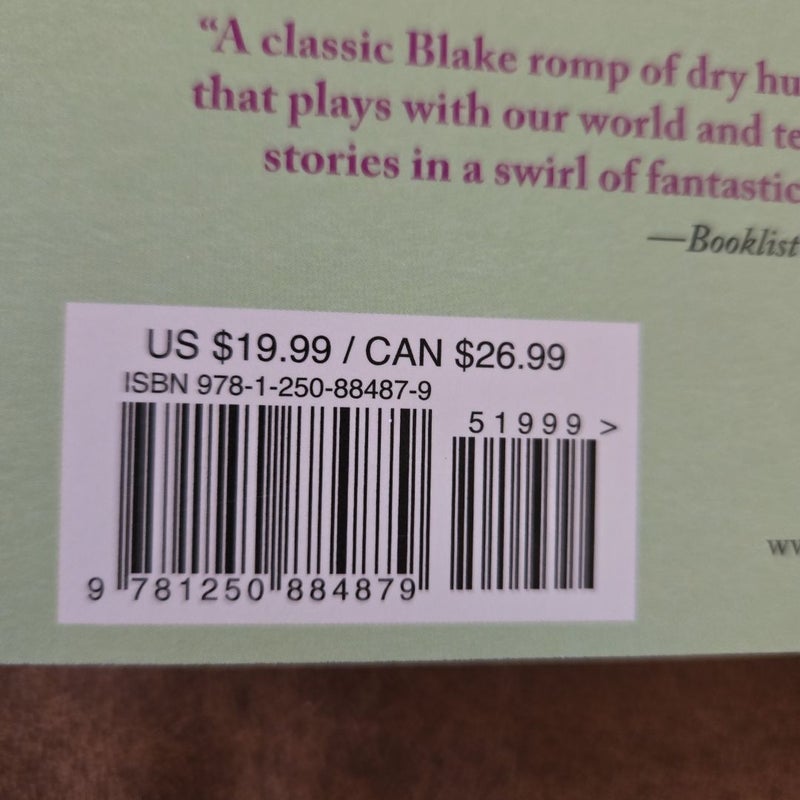 “A classic Blake romp of dry hu
that plays with our world and te
stories in a swirl of fantastic
—Booklist
US $19.99 / CAN $26.99
ISBN 978-1-250-88487-9
51999 >
9 781250 884879